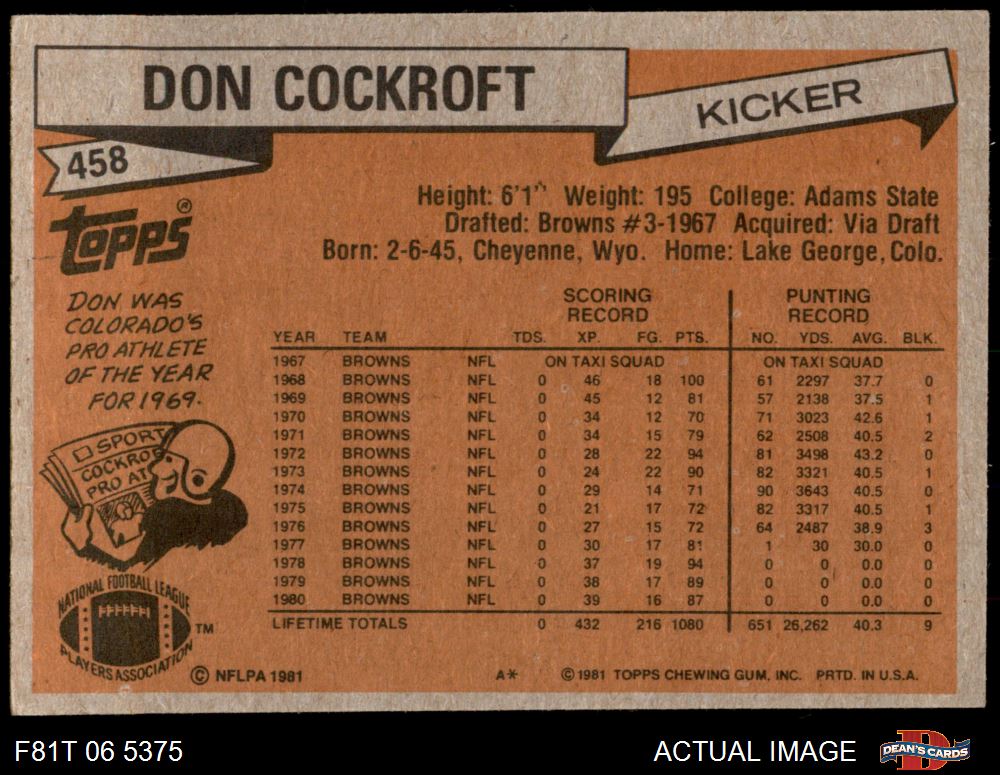 DON COCKROFT
KICKER
458
Topps®
Height: 6'1" Weight: 195 College: Adams State
Drafted: Browns #3-1967 Acquired: Via Draft
Born: 2-6-45, Cheyenne, Wyo. Home: Lake George, Colo.
DON WAS
COLORADO'S
PRO ATHLETE
OF THE YEAR
FOR 1969.
SPORT
COCKROF
PRO AT
NATIONAL FOOTBALL LEAGUE
PLAYERS ASSOCIATION
TM
SCORING RECORD PUNTING RECORD
YEAR TEAM TDS. XP. FG. PTS. NO. YDS. AVG. BLK.
1967 BROWNS NFL ON TAXI SQUAD ON TAXI SQUAD
1968 BROWNS NFL 0 46 18 100 61 2297 37.7 0
1969 BROWNS NFL 0 45 12 81 57 2138 37.5 1
1970 BROWNS NFL 0 34 12 70 71 3023 42.6 1
1971 BROWNS NFL 0 34 15 79 62 2508 40.5 2
1972 BROWNS NFL 0 28 22 94 81 3498 43.2 0
1973 BROWNS NFL 0 24 22 90 82 3321 40.5 1
1974 BROWNS NFL 0 29 14 71 90 3643 40.5 0
1975 BROWNS NFL 0 21 17 72 82 3317 40.5 1
1976 BROWNS NFL 0 27 15 72 64 2487 38.9 3
1977 BROWNS NFL 0 30 17 81 1 30 30.0 0
1978 BROWNS NFL 0 37 19 94 0 0 0.0 0
1979 BROWNS NFL 0 38 17 89 0 0 0.0 0
1980 BROWNS NFL 0 39 16 87 0 0 0.0 0
LIFETIME TOTALS 0 432 216 1080 651 26,262 40.3 9
© NFLPA 1981 A* © 1981 TOPPS CHEWING GUM, INC. PRTD. IN U.S.A.
F81T 06 5375 ACTUAL IMAGE D DEAN'S CARDS